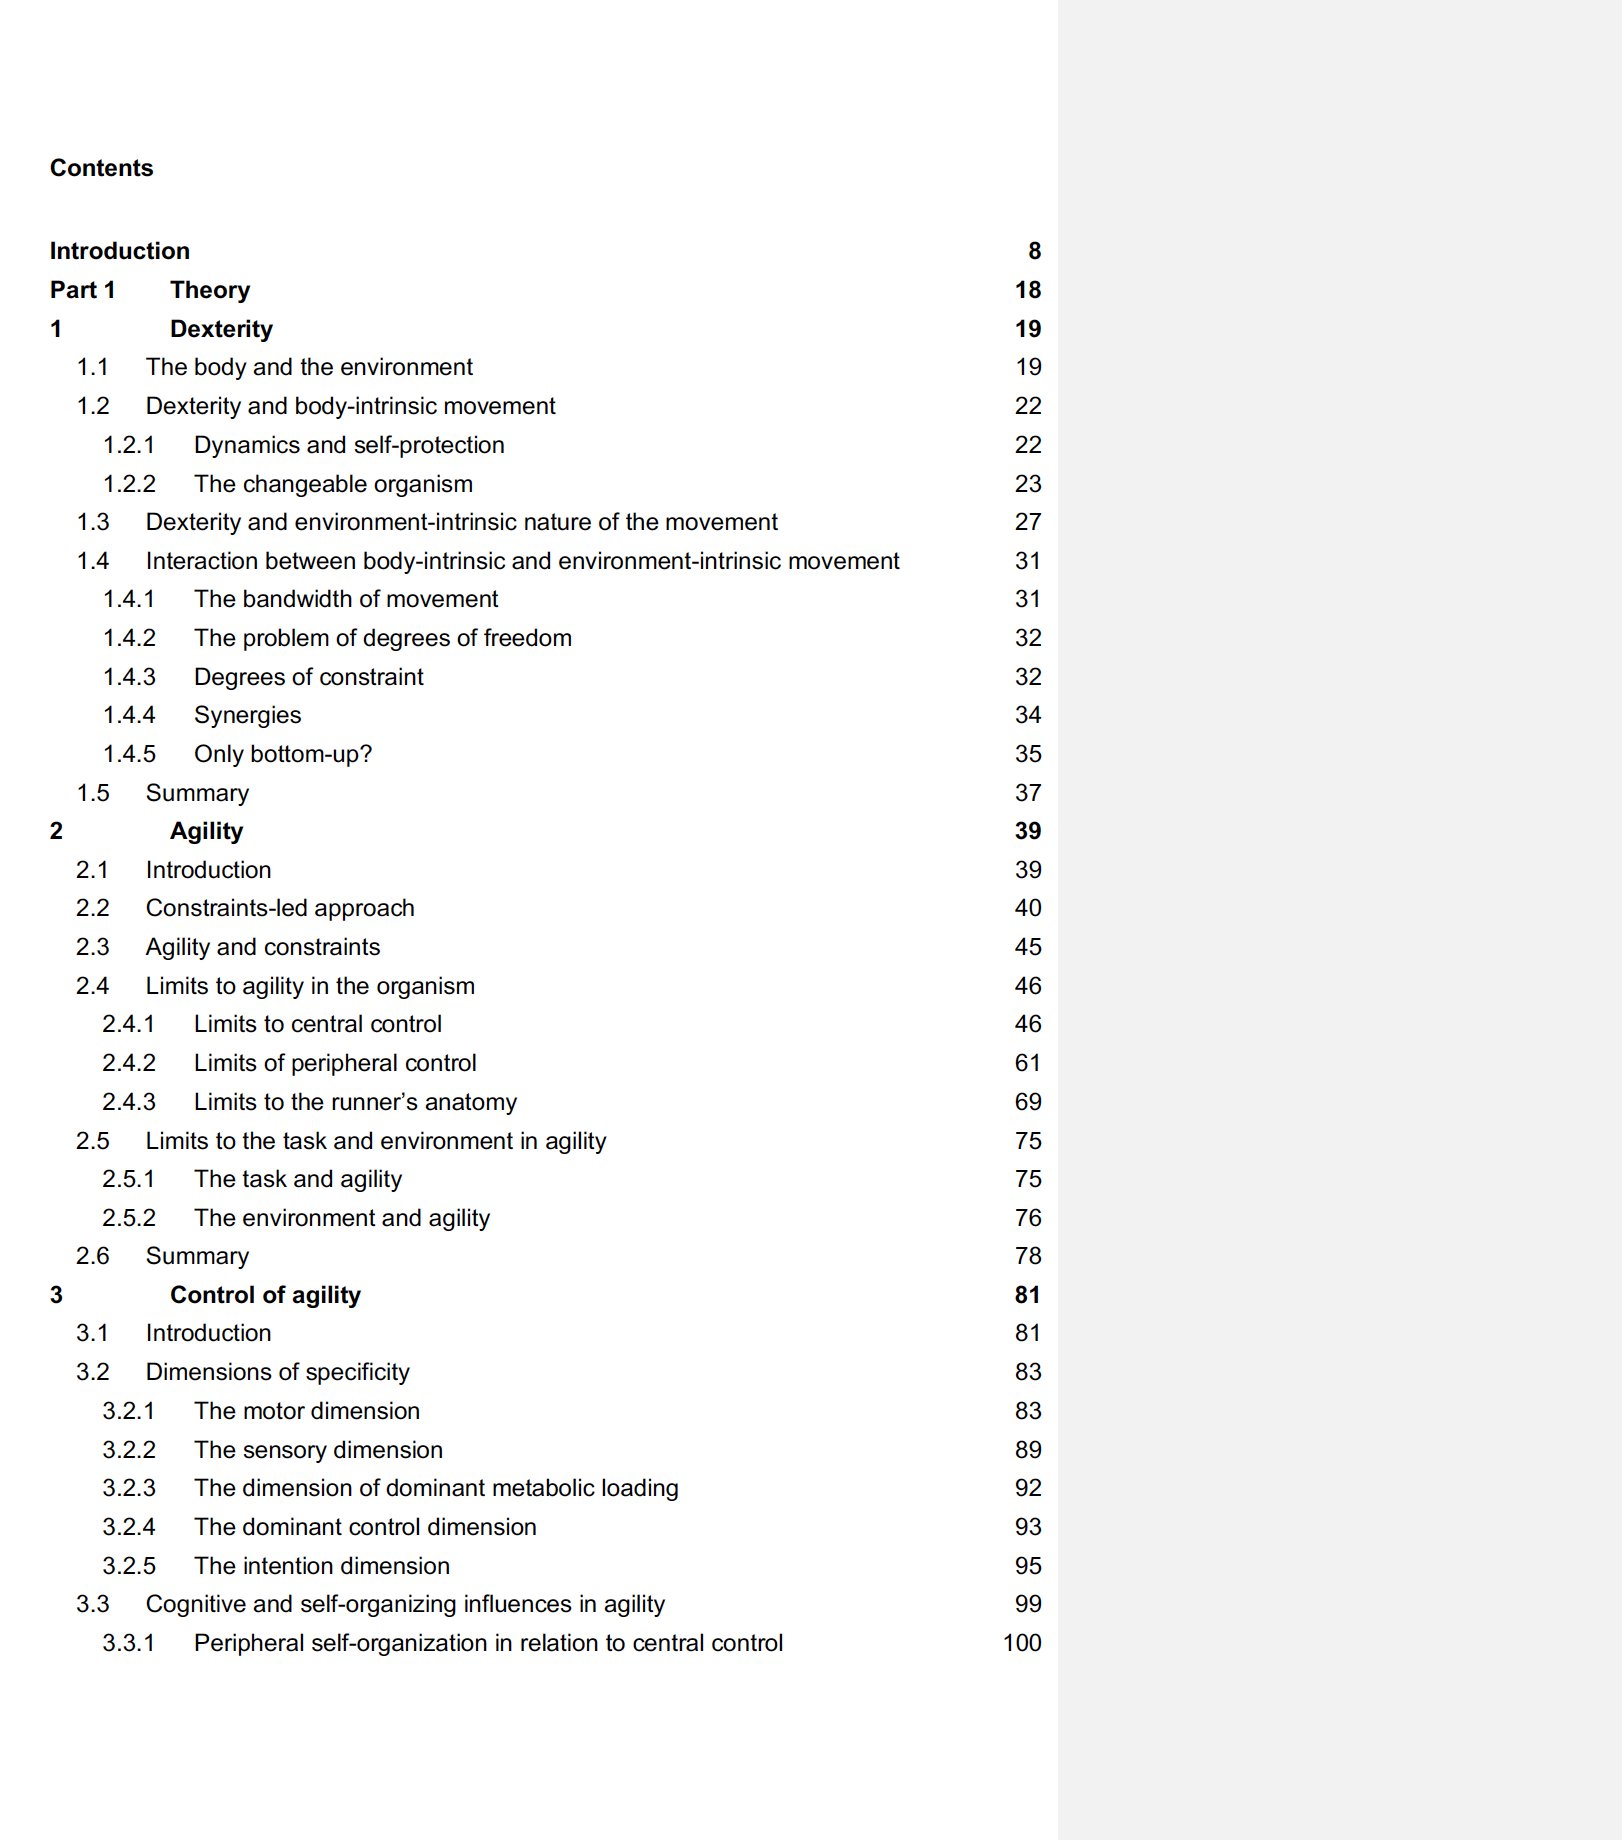 Contents
Introduction 8
Part 1 Theory 18
1 Dexterity 19
1.1 The body and the environment 19
1.2 Dexterity and body-intrinsic movement 22
1.2.1 Dynamics and self-protection 22
1.2.2 The changeable organism 23
1.3 Dexterity and environment-intrinsic nature of the movement 27
1.4 Interaction between body-intrinsic and environment-intrinsic movement 31
1.4.1 The bandwidth of movement 31
1.4.2 The problem of degrees of freedom 32
1.4.3 Degrees of constraint 32
1.4.4 Synergies 34
1.4.5 Only bottom-up? 35
1.5 Summary 37
2 Agility 39
2.1 Introduction 39
2.2 Constraints-led approach 40
2.3 Agility and constraints 45
2.4 Limits to agility in the organism 46
2.4.1 Limits to central control 46
2.4.2 Limits of peripheral control 61
2.4.3 Limits to the runner’s anatomy 69
2.5 Limits to the task and environment in agility 75
2.5.1 The task and agility 75
2.5.2 The environment and agility 76
2.6 Summary 78
3 Control of agility 81
3.1 Introduction 81
3.2 Dimensions of specificity 83
3.2.1 The motor dimension 83
3.2.2 The sensory dimension 89
3.2.3 The dimension of dominant metabolic loading 92
3.2.4 The dominant control dimension 93
3.2.5 The intention dimension 95
3.3 Cognitive and self-organizing influences in agility 99
3.3.1 Peripheral self-organization in relation to central control 100